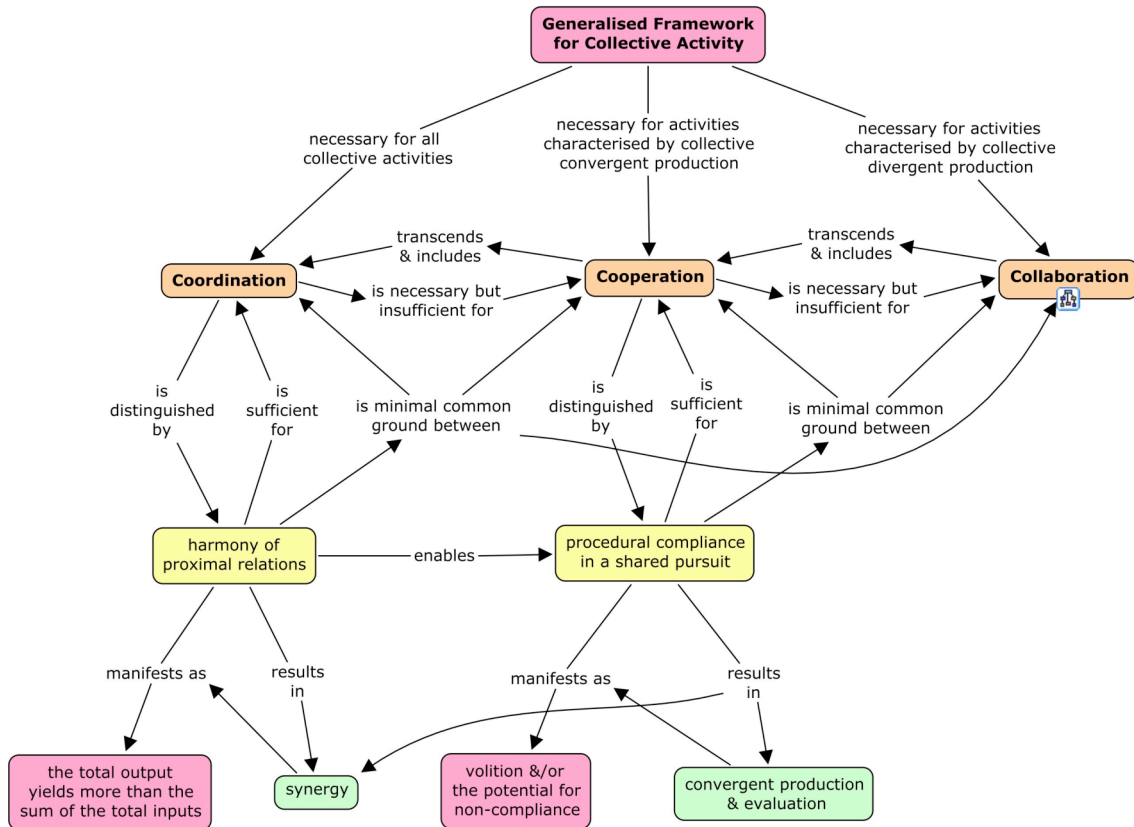 Generalised Framework
for Collective Activity
necessary for all
collective activities
necessary for activities
characterised by collective
convergent production
necessary for activities
characterised by collective
divergent production
transcends
& includes
transcends
& includes
Coordination
Cooperation
Collaboration
is necessary but
insufficient for
is necessary but
insufficient for
is
distinguished
by
is
sufficient
for
is minimal common
ground between
is
distinguished
by
is
sufficient
for
is minimal common
ground between
harmony of
proximal relations
enables
procedural compliance
in a shared pursuit
manifests as
results
in
manifests as
results
in
the total output
yields more than the
sum of the total inputs
synergy
volition &/or
the potential for
non-compliance
convergent production
& evaluation